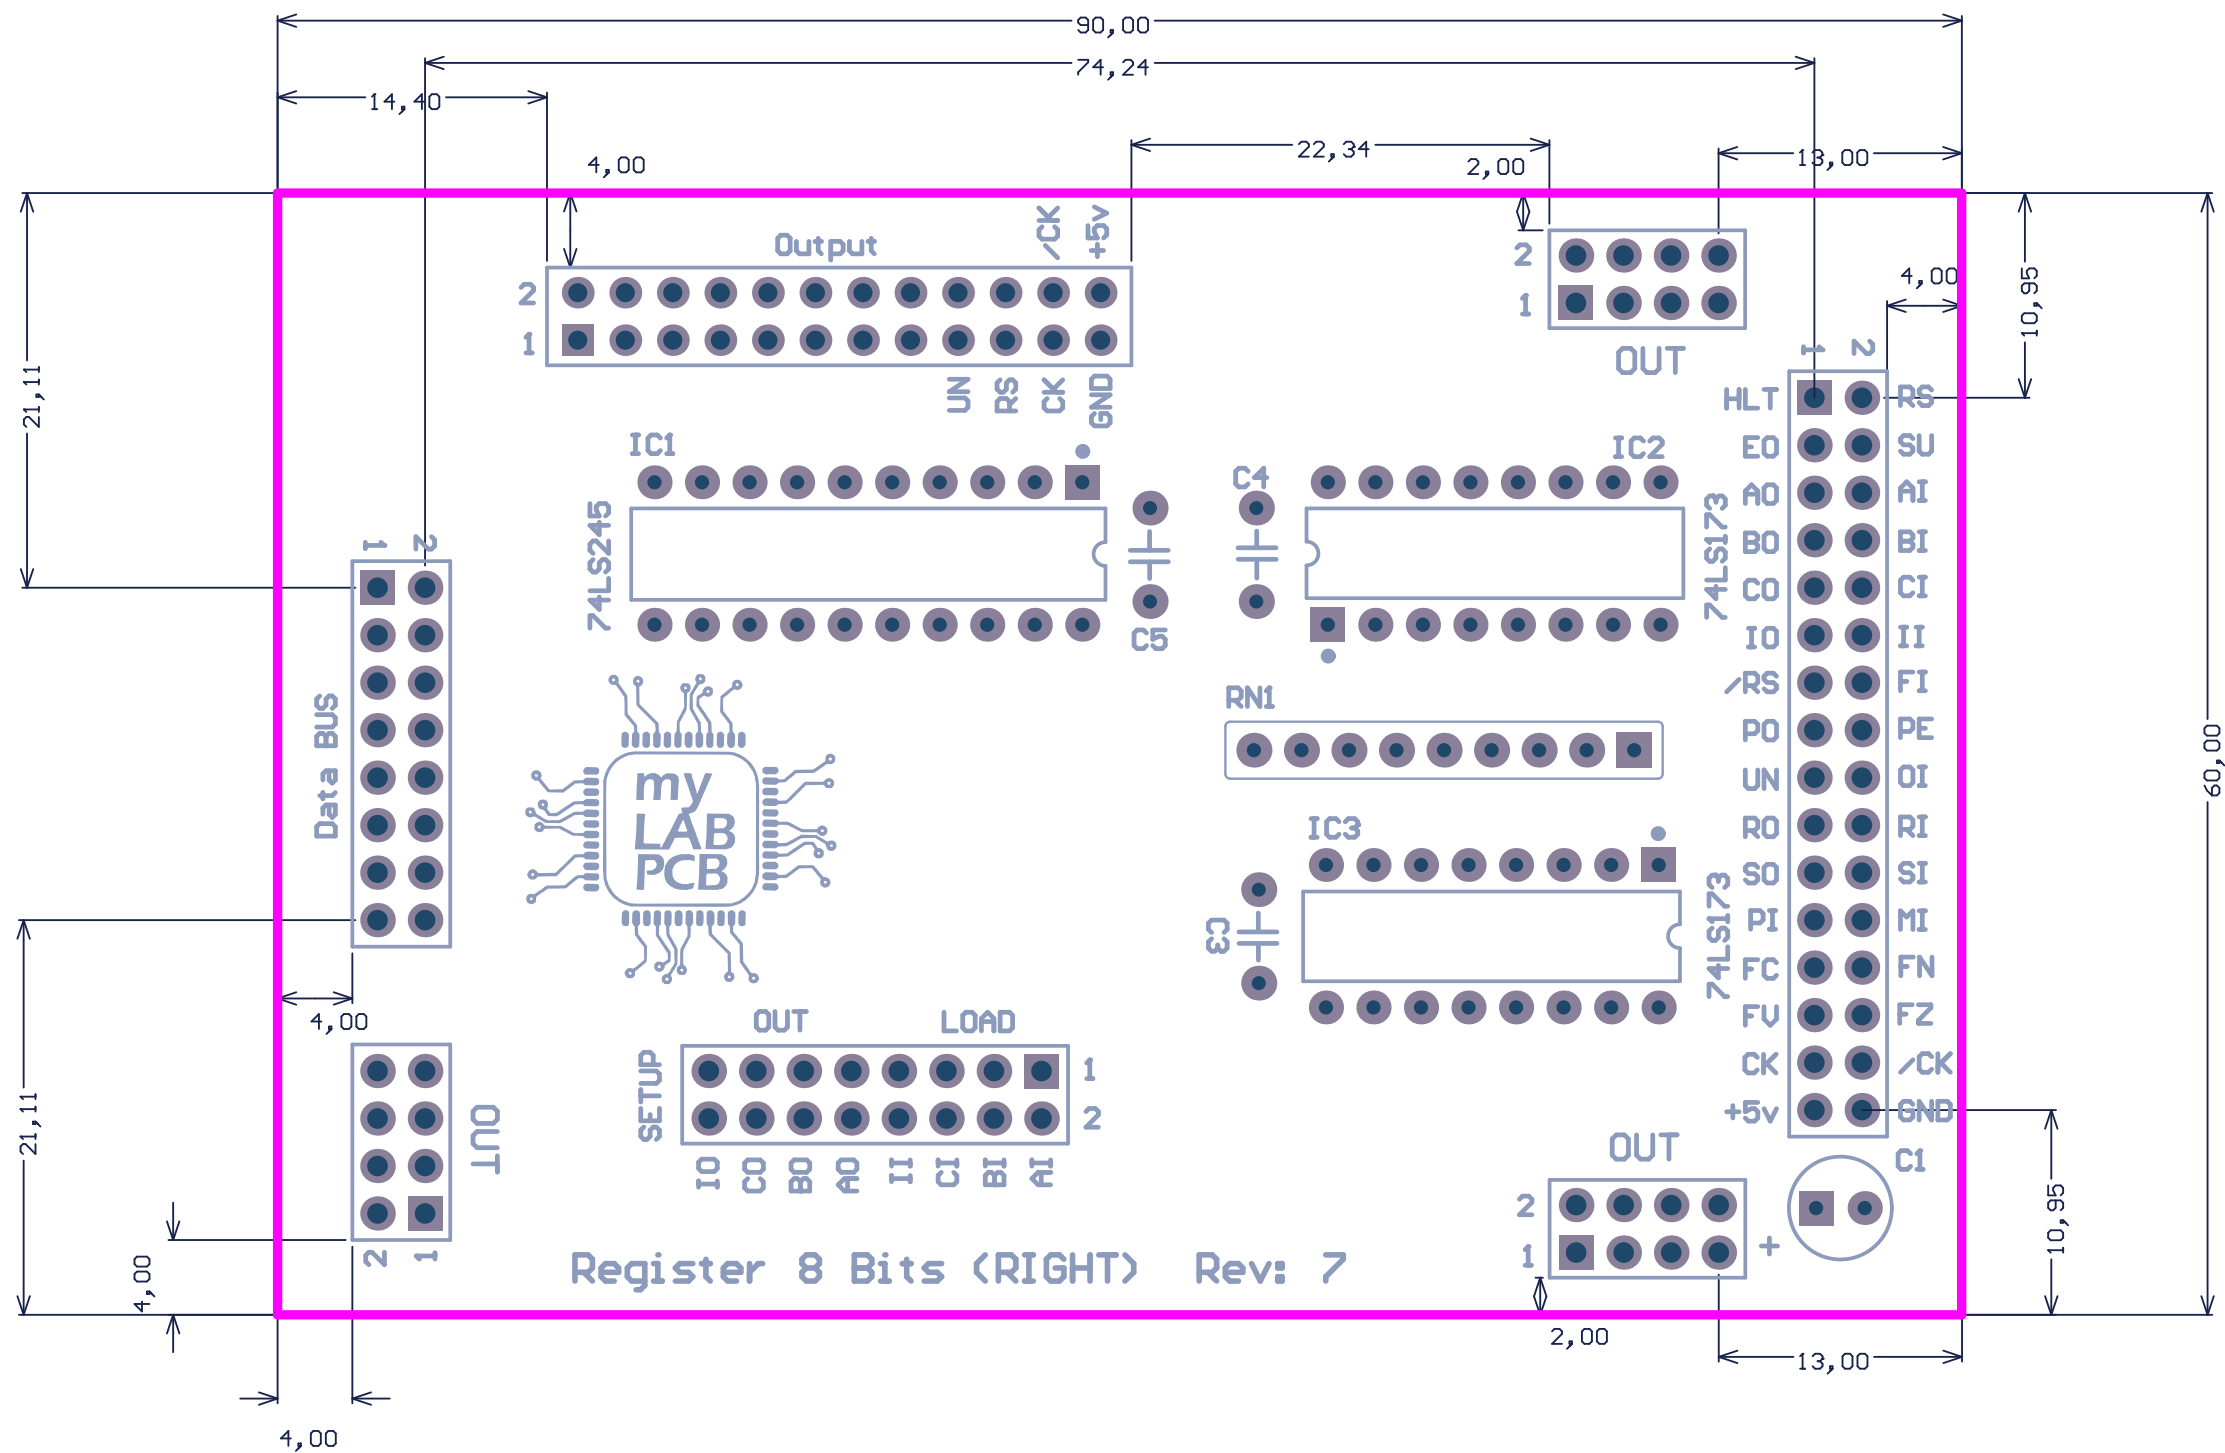 90,00
74,24
14,40
4,00
22,34
2,00
13,00
/CK
+5v
Output
2
1
UN
RS
CK
GND
2
1
OUT
4,00
10,95
21,11
1
2
HLT
RS
EO
SU
AO
AI
BO
BI
CO
CI
IO
II
/RS
FI
PO
PE
UN
OI
RO
RI
SO
SI
PI
MI
FC
FN
FV
FZ
CK
/CK
+5v
GND
IC1
74LS245
C5
C4
IC2
74LS173
1
2
Data BUS
RN1
my
LAB
PCB
IC3
74LS173
C3
60,00
21,11
4,00
OUT
LOAD
SETUP
1
2
IO
CO
BO
AO
II
CI
BI
AI
OUT
2
1
OUT
2
1
+
C1
10,95
4,00
Register 8 Bits (RIGHT) Rev: 7
2,00
13,00
4,00